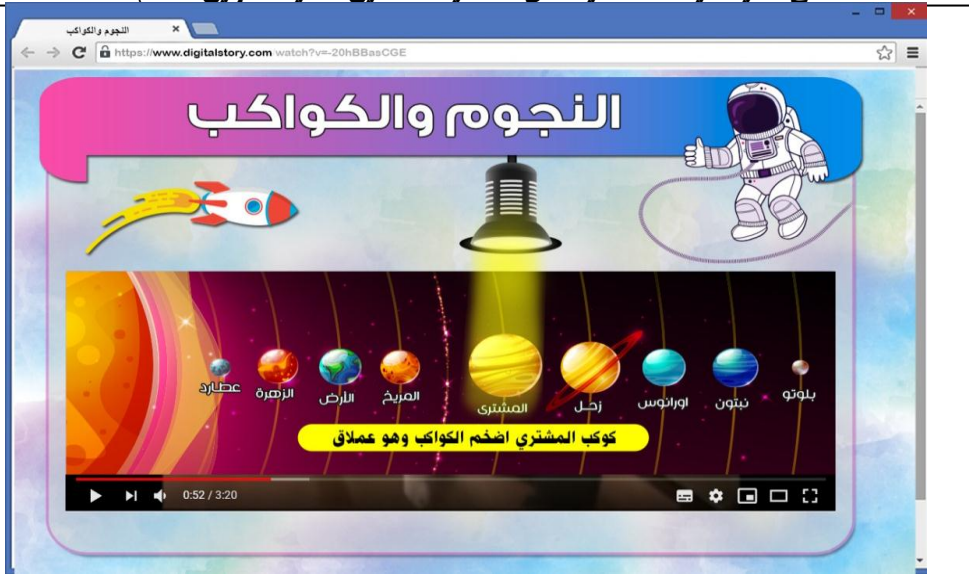 النجوم والكواكب
https://www.digitalstory.com watch?v=-20hBBasCGE
النجوم والكواكب
عطارد
الزهرة
الأرض
المريخ
المشترى
زحل
اورانوس
نبتون
بلوتو
كوكب المشتري اضخم الكواكب وهو عملاق
0:52 / 3:20